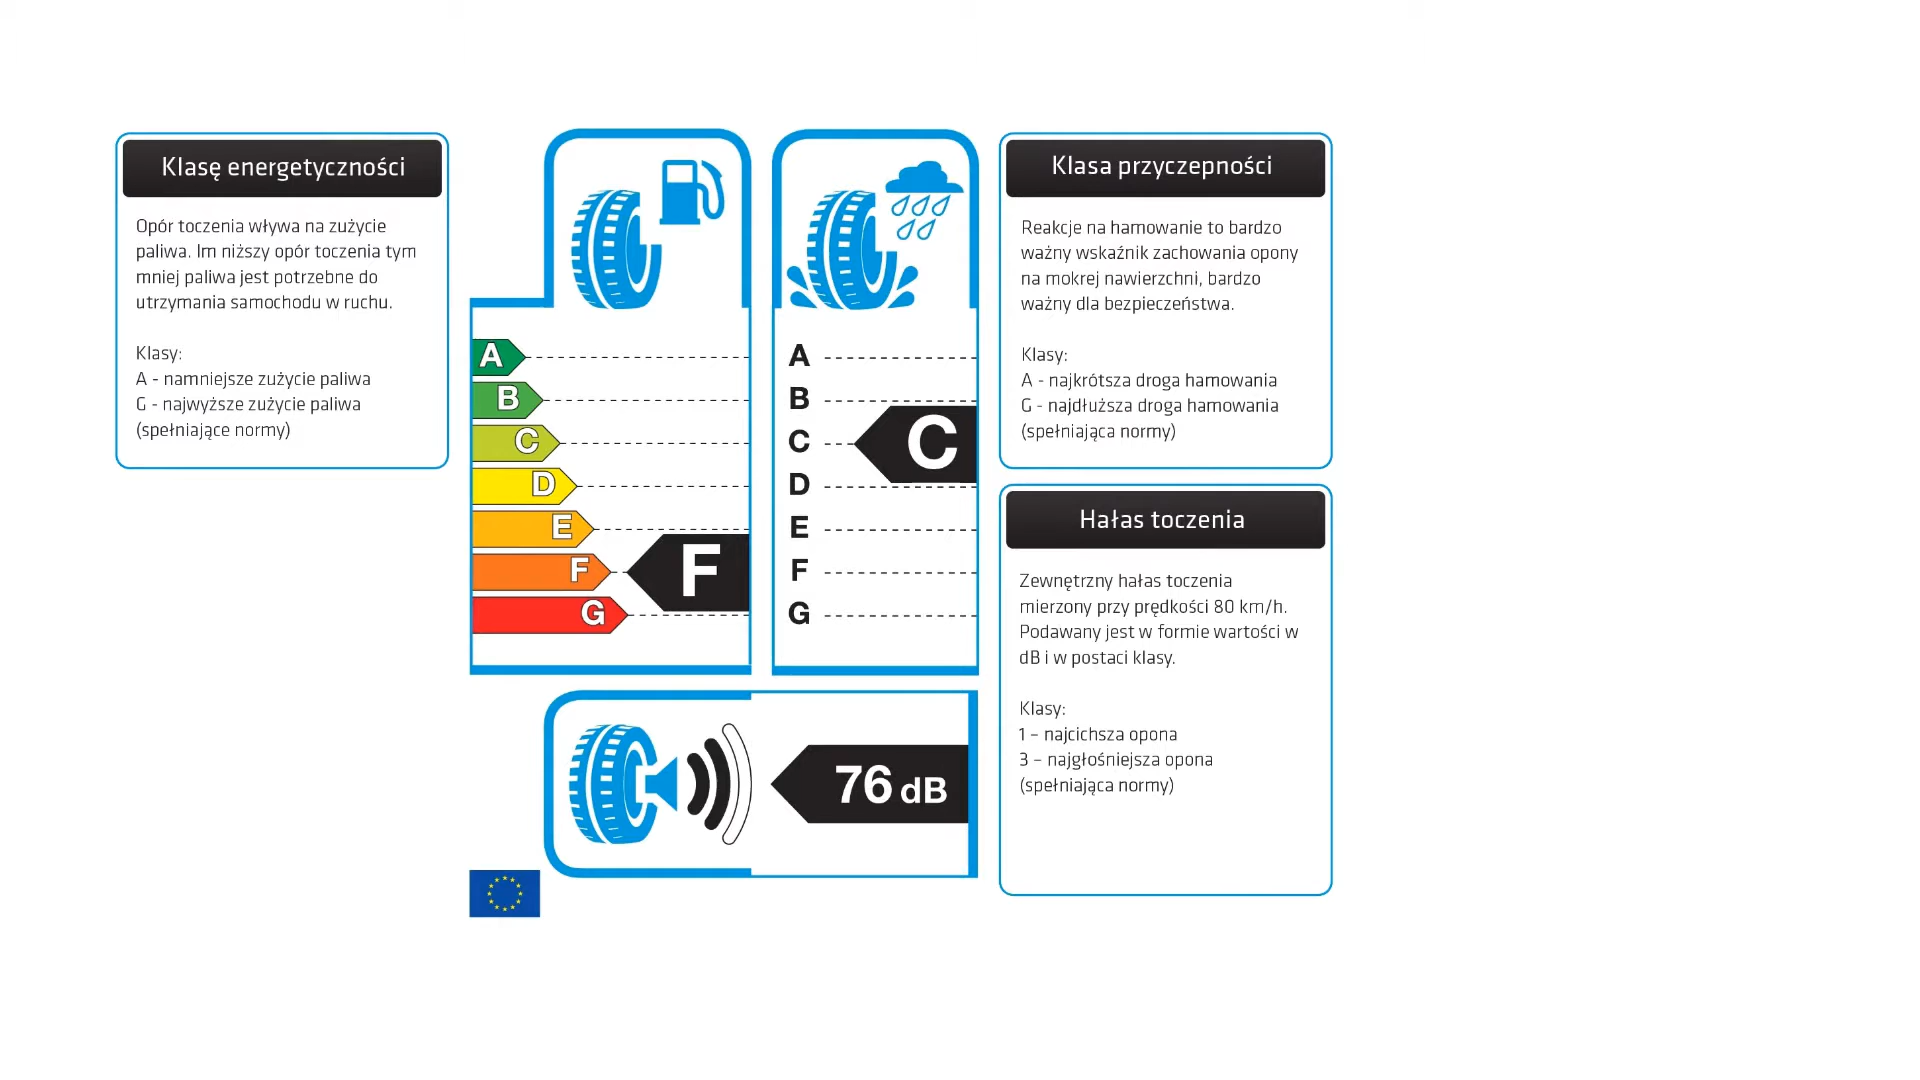 Klasę energetyczności
Opór toczenia wływa na zużycie
paliwa. Im niższy opór toczenia tym
mniej paliwa jest potrzebne do
utrzymania samochodu w ruchu.
Klasy:
A - namniejsze zużycie paliwa
G - najwyższe zużycie paliwa
(spełniające normy)
A
B
C
D
E
F
G
F
A
B
C
D
E
F
G
C
76 dB
Klasa przyczepności
Reakcje na hamowanie to bardzo
ważny wskaźnik zachowania opony
na mokrej nawierzchni, bardzo
ważny dla bezpieczeństwa.
Klasy:
A - najkrótsza droga hamowania
G - najdłuższa droga hamowania
(spełniająca normy)
Hałas toczenia
Zewnętrzny hałas toczenia
mierzony przy prędkości 80 km/h.
Podawany jest w formie wartości w
dB i w postaci klasy.
Klasy:
1 – najcichsza opona
3 – najgłośniejsza opona
(spełniająca normy)